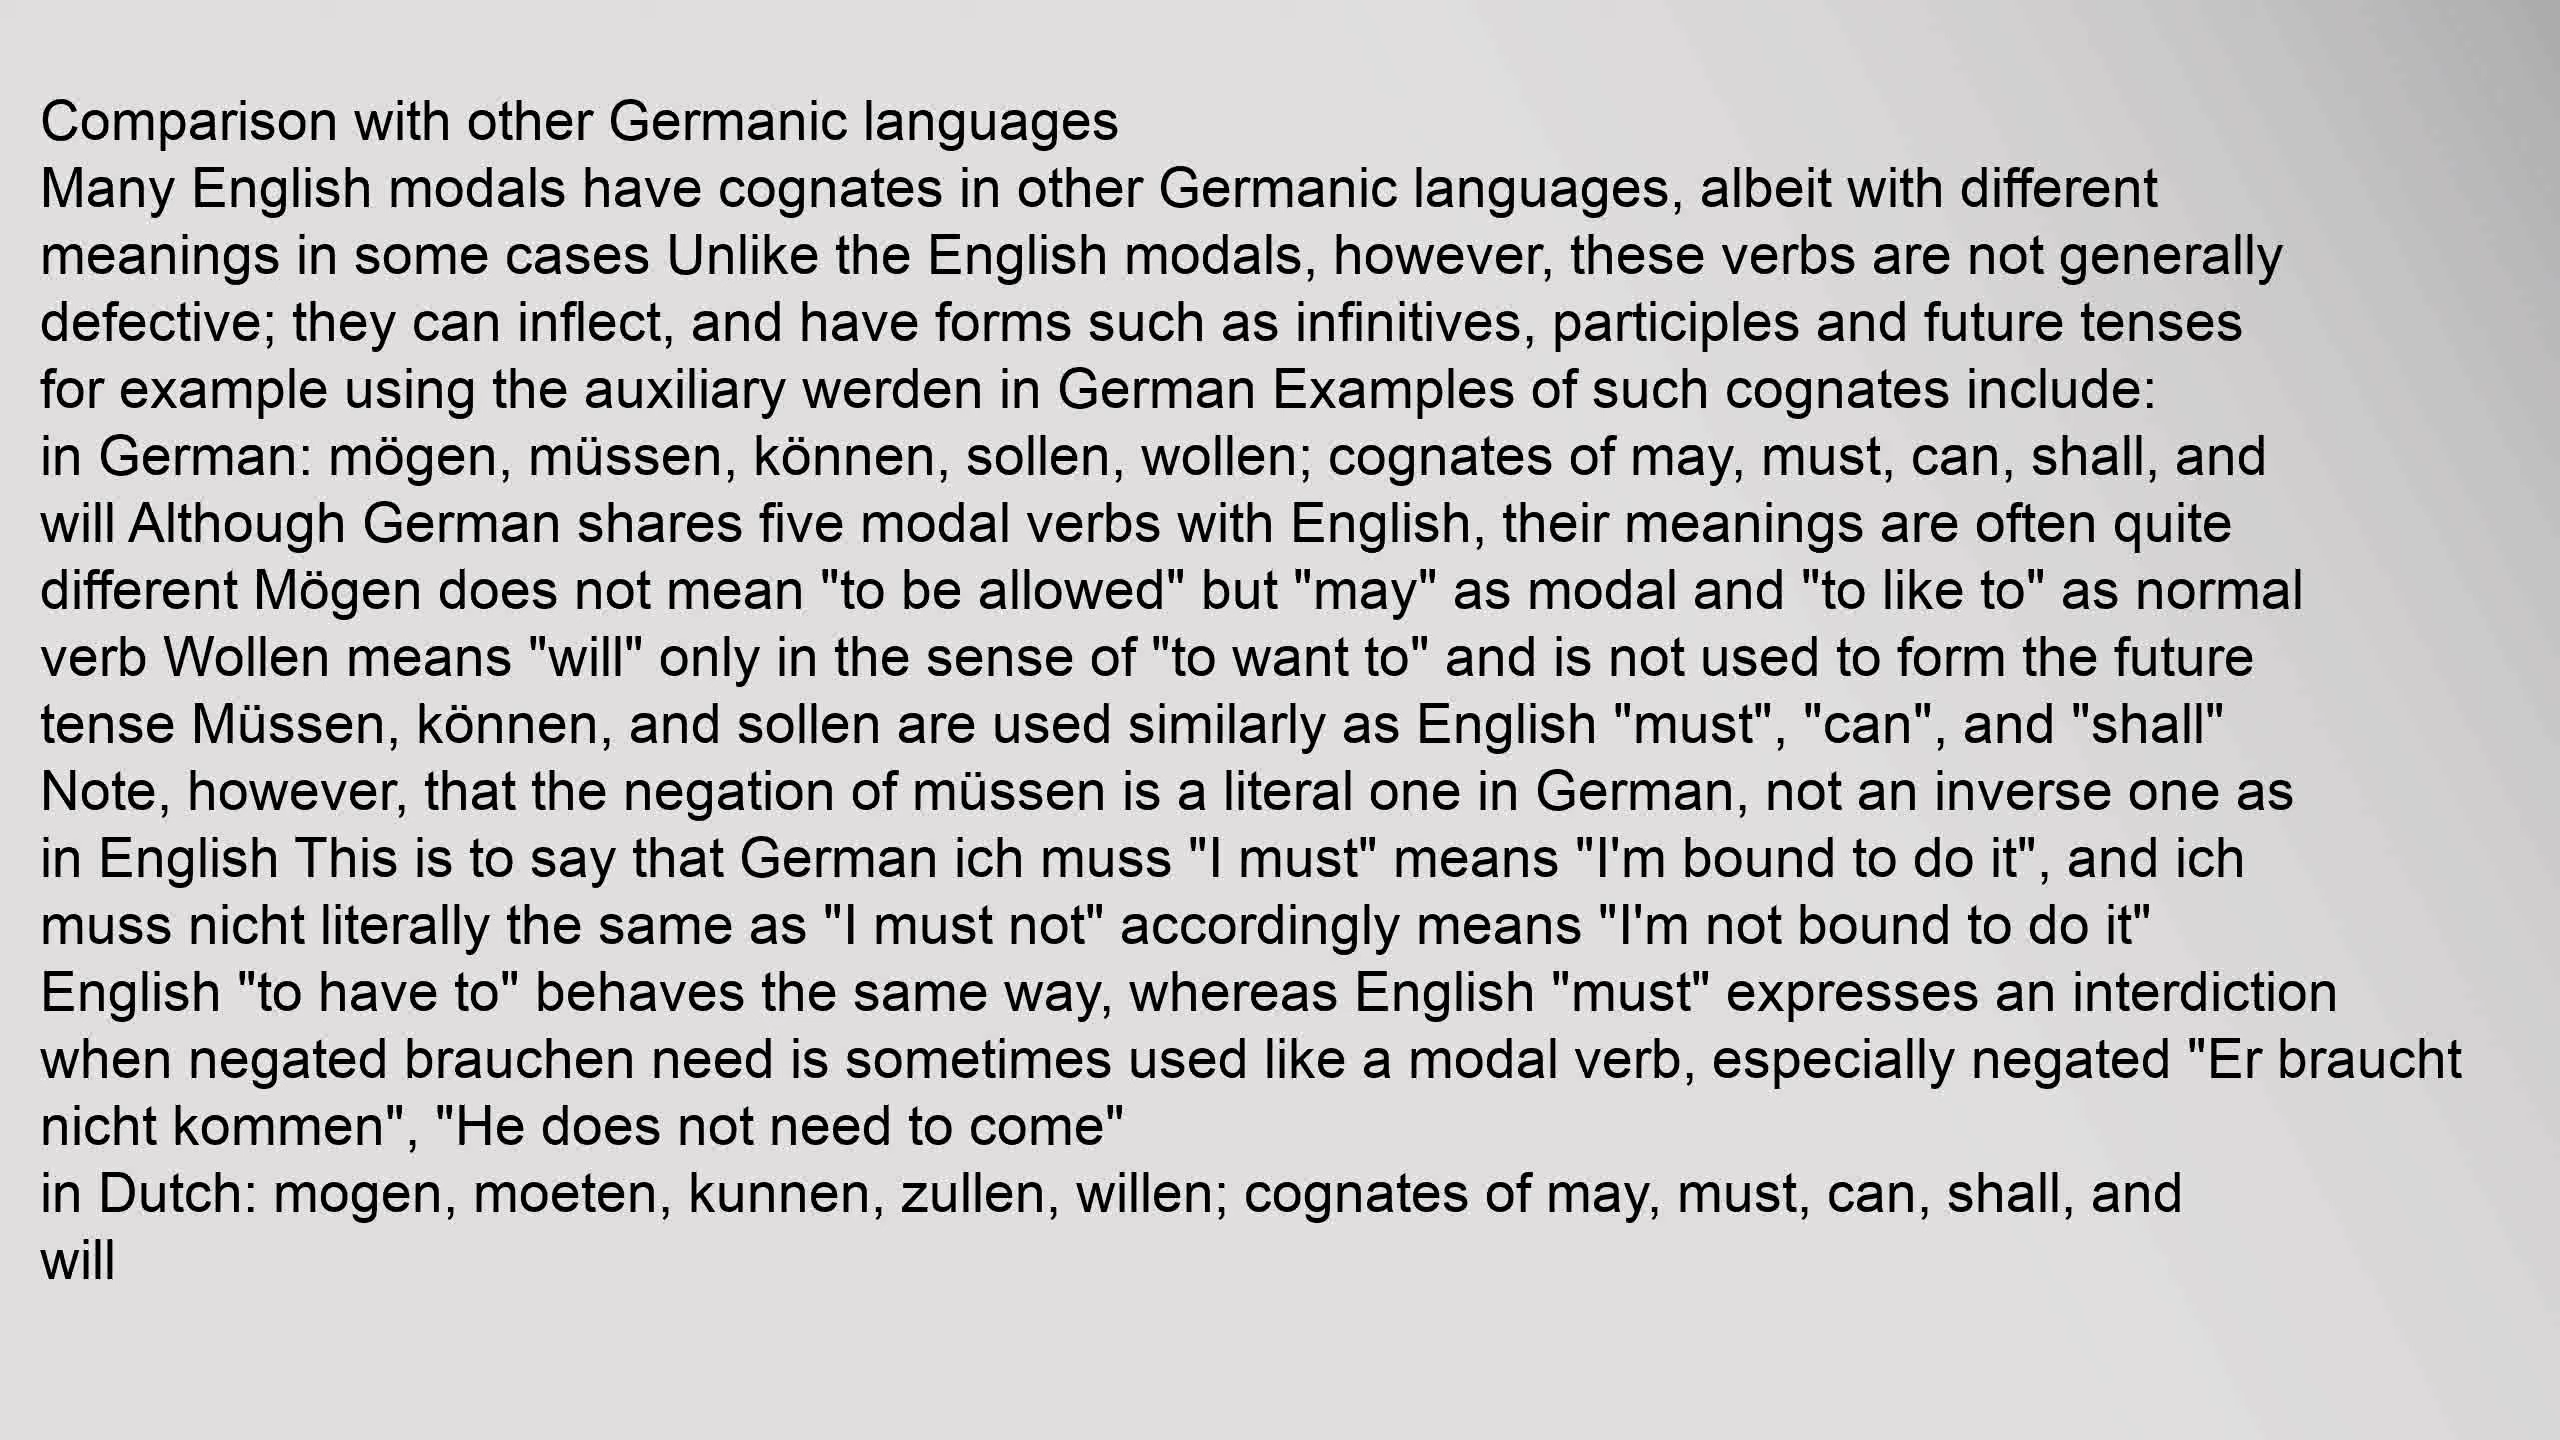 Comparison with other Germanic languages
Many English modals have cognates in other Germanic languages, albeit with different
meanings in some cases Unlike the English modals, however, these verbs are not generally
defective; they can inflect, and have forms such as infinitives, participles and future tenses
for example using the auxiliary werden in German Examples of such cognates include:
in German: mögen, müssen, können, sollen, wollen; cognates of may, must, can, shall, and
will Although German shares five modal verbs with English, their meanings are often quite
different Mögen does not mean "to be allowed" but "may" as modal and "to like to" as normal
verb Wollen means "will" only in the sense of "to want to" and is not used to form the future
tense Müssen, können, and sollen are used similarly as English "must", "can", and "shall"
Note, however, that the negation of müssen is a literal one in German, not an inverse one as
in English This is to say that German ich muss "I must" means "I'm bound to do it", and ich
muss nicht literally the same as "I must not" accordingly means "I'm not bound to do it"
English "to have to" behaves the same way, whereas English "must" expresses an interdiction
when negated brauchen need is sometimes used like a modal verb, especially negated "Er braucht
nicht kommen", "He does not need to come"
in Dutch: mogen, moeten, kunnen, zullen, willen; cognates of may, must, can, shall, and
will